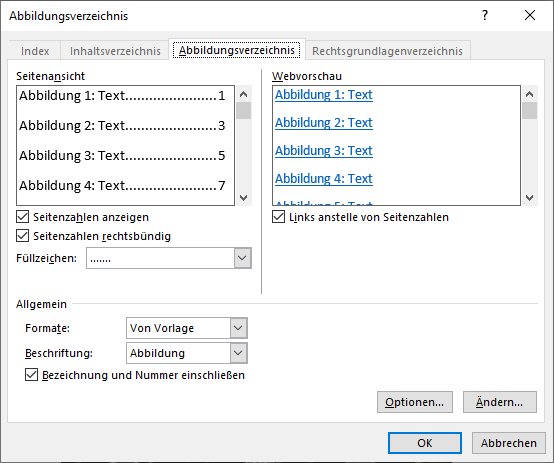 Abbildungsverzeichnis
Index Inhaltsverzeichnis Abbildungsverzeichnis Rechtsgrundlagenverzeichnis
Seitenansicht
Abbildung 1: Text........................1
Abbildung 2: Text........................3
Abbildung 3: Text........................5
Abbildung 4: Text........................7
Seitenzahlen anzeigen
Seitenzahlen rechtsbündig
Füllzeichen: .......
Webvorschau
Abbildung 1: Text
Abbildung 2: Text
Abbildung 3: Text
Abbildung 4: Text
Abbildung 5: Text
Links anstelle von Seitenzahlen
Allgemein
Formate: Von Vorlage
Beschriftung: Abbildung
Bezeichnung und Nummer einschließen
Optionen... Ändern...
OK Abbrechen